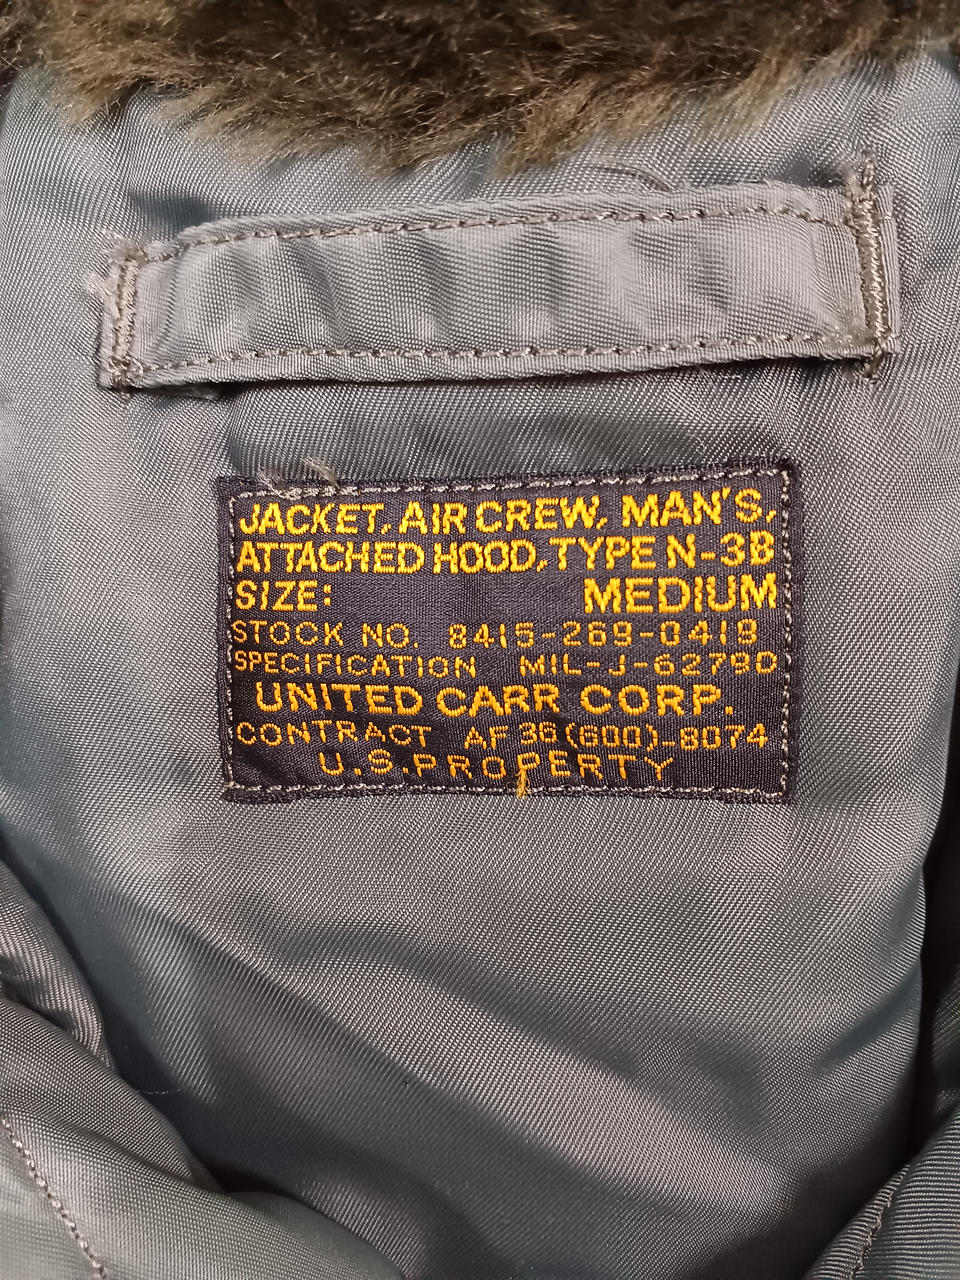 JACKET, AIR CREW, MAN'S,
ATTACHED HOOD, TYPE N-3B
SIZE: MEDIUM
STOCK NO. 8415-269-0419
SPECIFICATION MIL-J-6279D
UNITED CARR CORP.
CONTRACT AF 36(600)-8074
U.S. PROPERTY